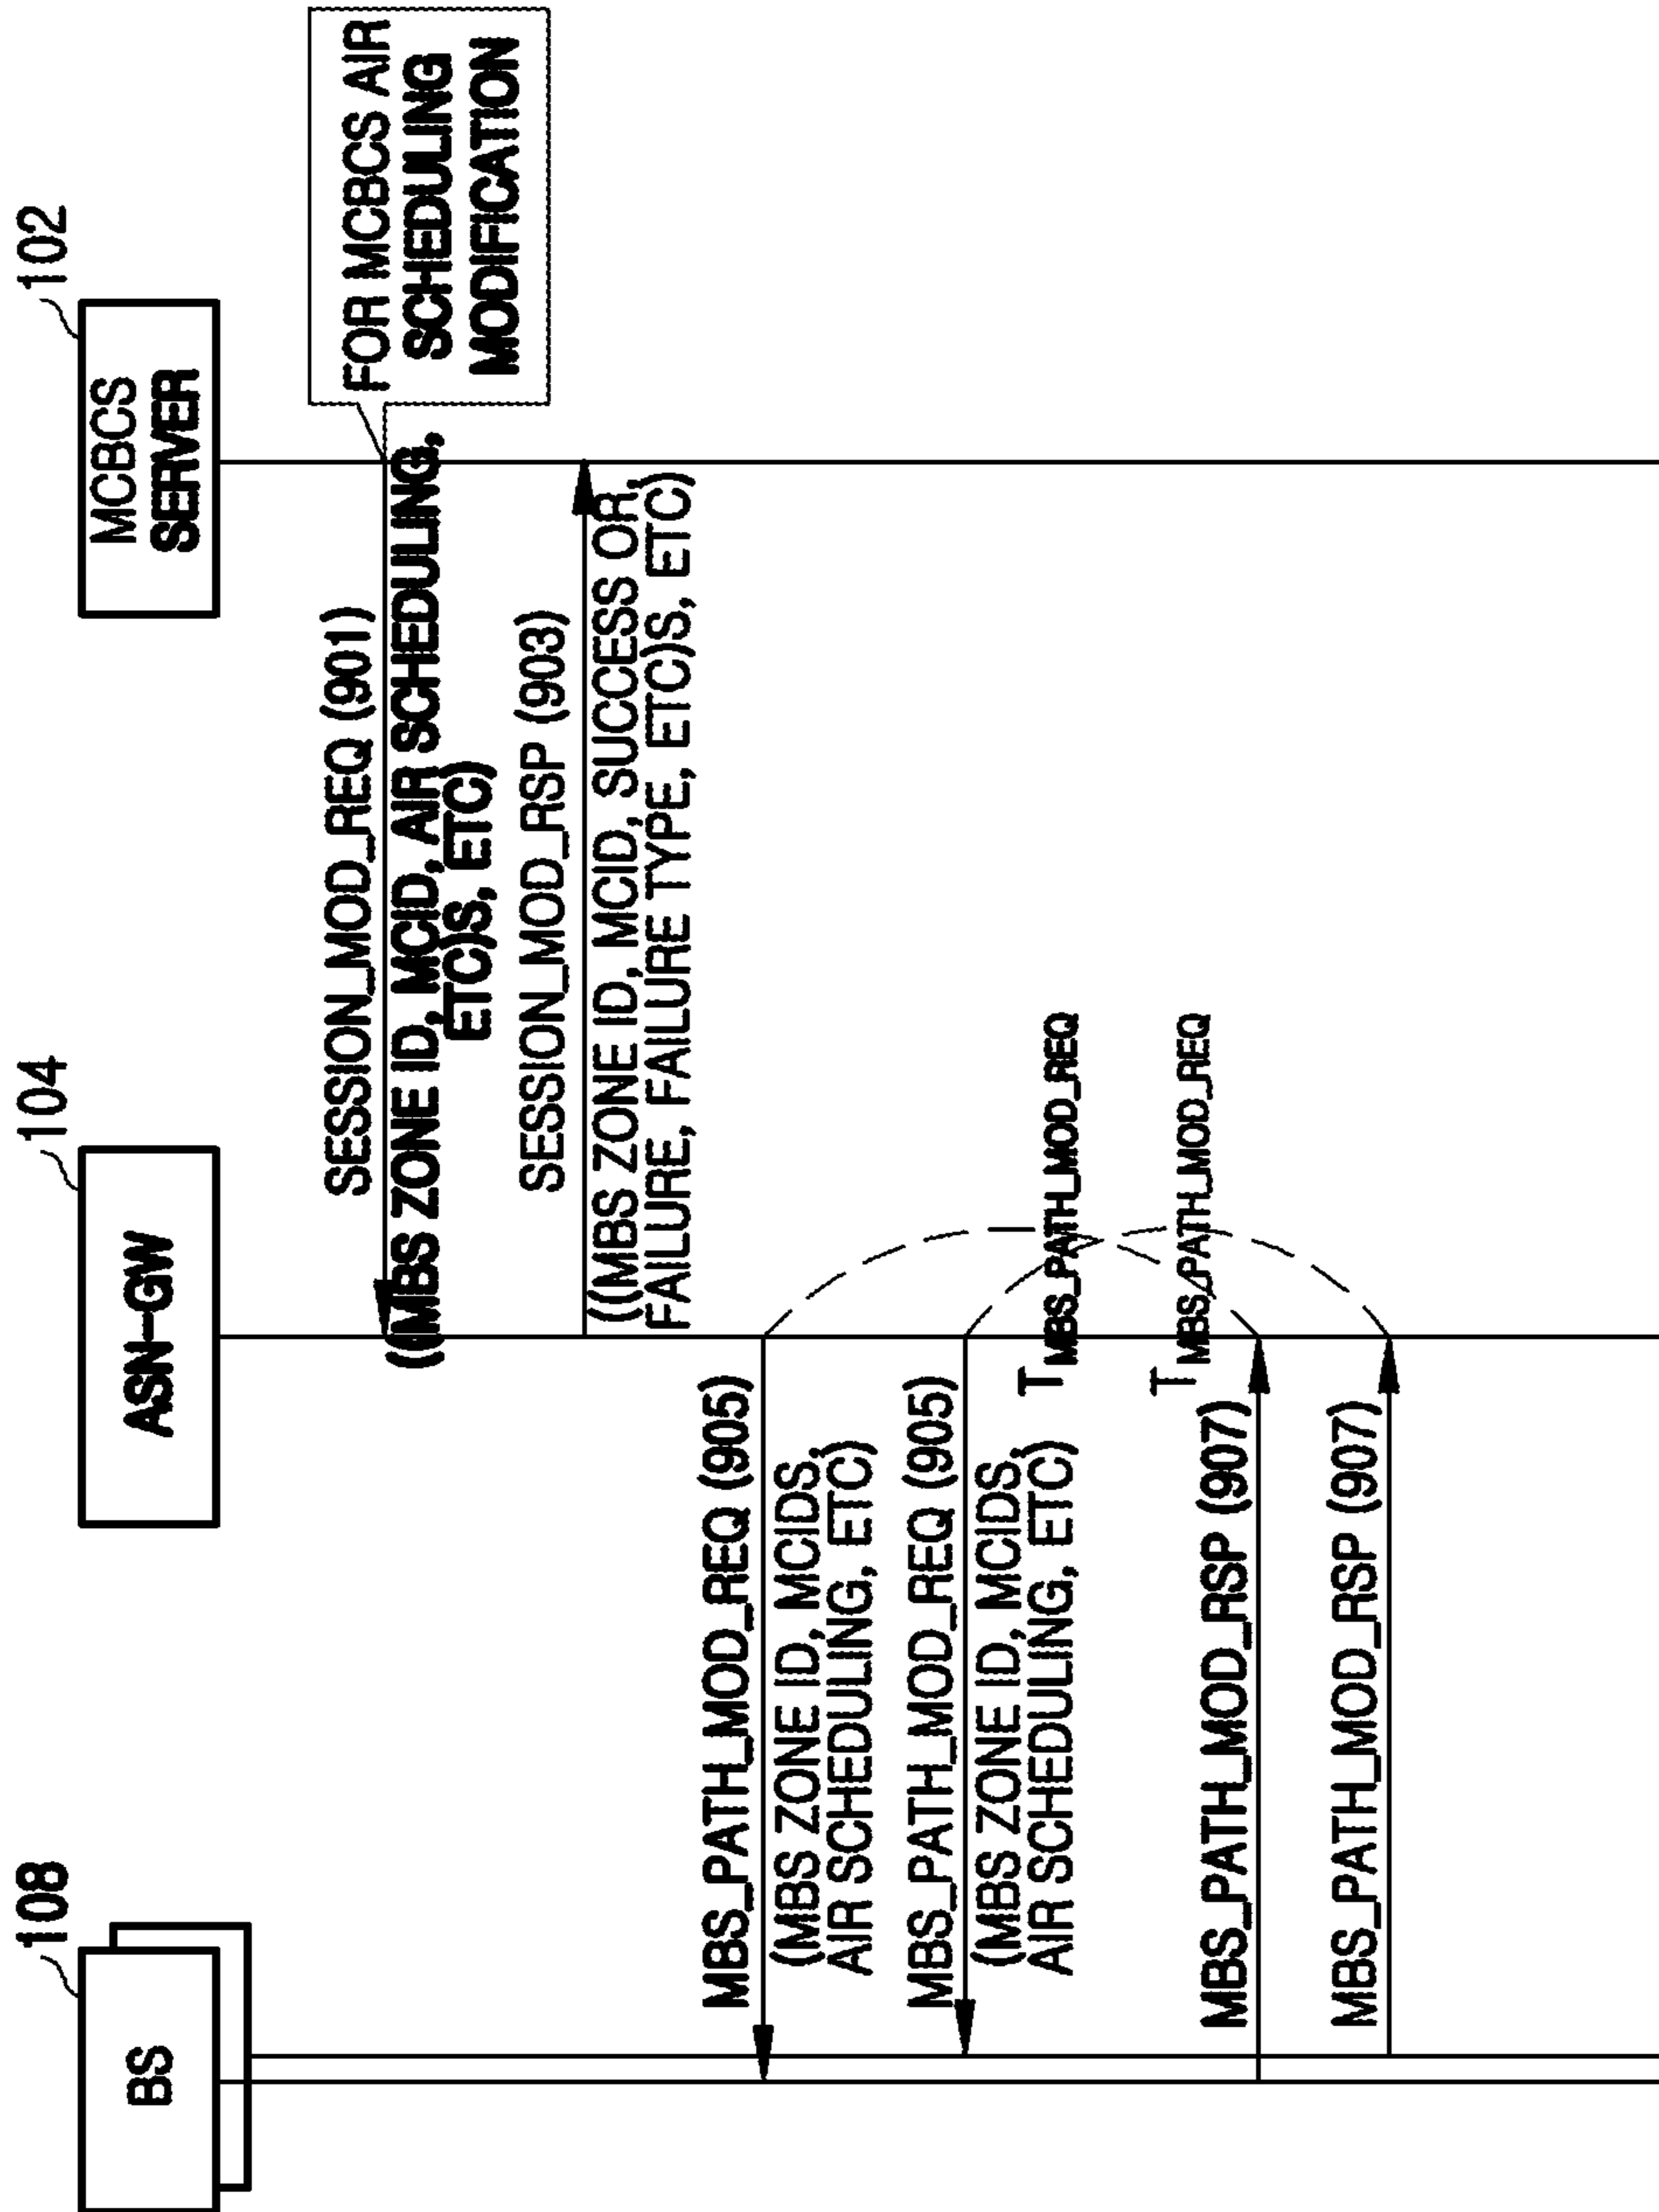 108
BS
104
ASN-GW
102
MCBCS
SERVER
FOR MCBCS AIR
SCHEDULING
MODIFICATION
SESSION_MOD_REQ (901)
((MBS ZONE ID, MCID, AIR SCHEDULING,
ETC)S, ETC)
SESSION_MOD_RSP (903)
((MBS ZONE ID, MCID, SUCCESS OR
FAILURE, FAILURE TYPE, ETC)S, ETC)
MBS_PATH_MOD_REQ (905)
(MBS ZONE ID, MCIDS,
AIR SCHEDULING, ETC)
MBS_PATH_MOD_REQ (905)
(MBS ZONE ID, MCIDS,
AIR SCHEDULING, ETC)
T MBS_PATH_MOD_REQ
T MBS_PATH_MOD_REQ
MBS_PATH_MOD_RSP (907)
MBS_PATH_MOD_RSP (907)